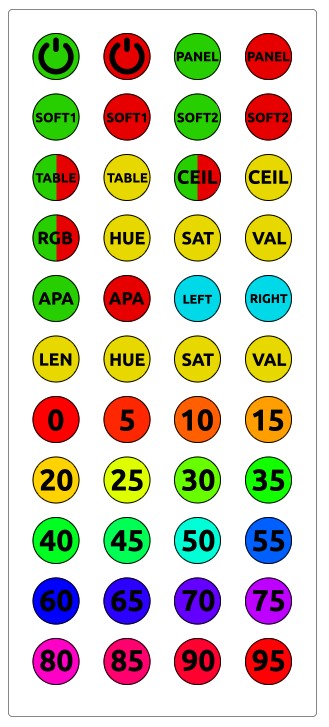 PANEL PANEL
SOFT1 SOFT1 SOFT2 SOFT2
TABLE TABLE CEIL CEIL
RGB HUE SAT VAL
APA APA LEFT RIGHT
LEN HUE SAT VAL
0 5 10 15
20 25 30 35
40 45 50 55
60 65 70 75
80 85 90 95